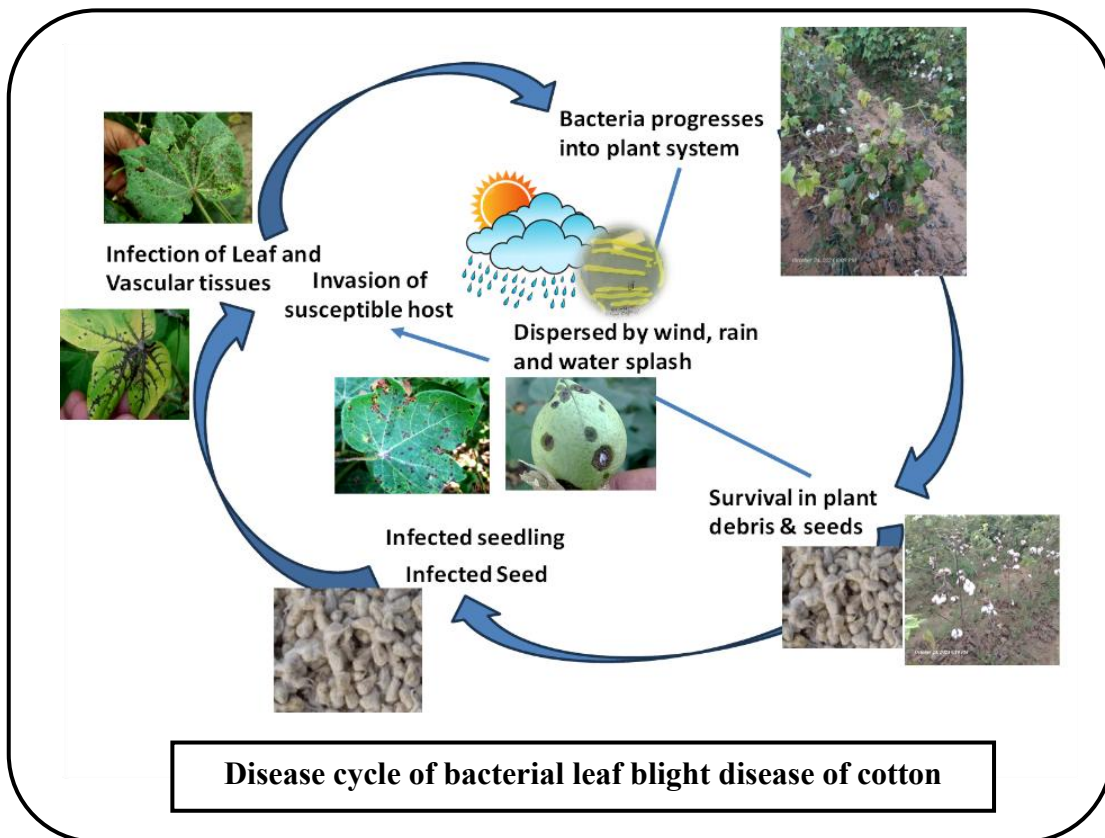 Bacteria progresses
into plant system
Infection of Leaf and
Vascular tissues
Invasion of
susceptible host
Dispersed by wind, rain
and water splash
Survival in plant
debris & seeds
Infected seedling
Infected Seed
Disease cycle of bacterial leaf blight disease of cotton